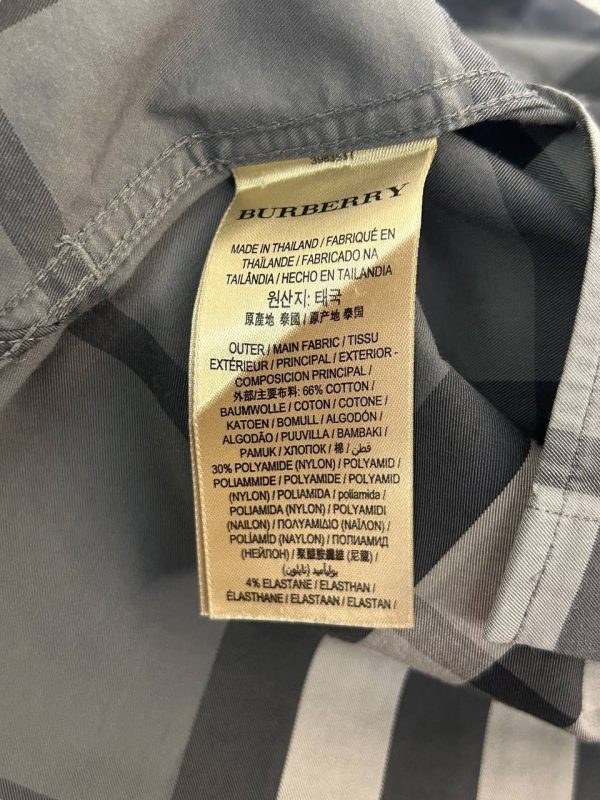 BURBERRY
MADE IN THAILAND / FABRIQUÉ EN
THAÏLANDE / FABRICADO NA
TAILÂNDIA / HECHO EN TAILANDIA
원산지: 태국
原產地 泰國 / 原产地 泰国
OUTER / MAIN FABRIC / TISSU
EXTÉRIEUR / PRINCIPAL / EXTERIOR -
COMPOSICION PRINCIPAL /
外部/主要布料: 66% COTTON /
BAUMWOLLE / COTON / COTONE /
KATOEN / BOMULL / ALGODÓN /
ALGODÃO / PUUVILLA / BAMBAKI /
PAMUK / ХЛОПОК / 棉 / قطن /
30% POLYAMIDE (NYLON) / POLYAMID /
POLIAMMIDE / POLYAMIDE / POLYAMID
(NYLON) / POLIAMIDA / poliamida /
POLIAMIDA (NYLON) / POLYAMIDI
(NAILON) / ΠΟΛΥΑΜΙΔΙΟ (ΝΑΪΛΟΝ) /
POLİAMİD (NAYLON) / ПОЛИАМИД
(НЕЙЛОН) / 聚醯胺纖維 (尼龍) /
بوليأميد (نايلون) /
4% ELASTANE / ELASTHAN /
ÉLASTHANE / ELASTAAN / ELASTAN /